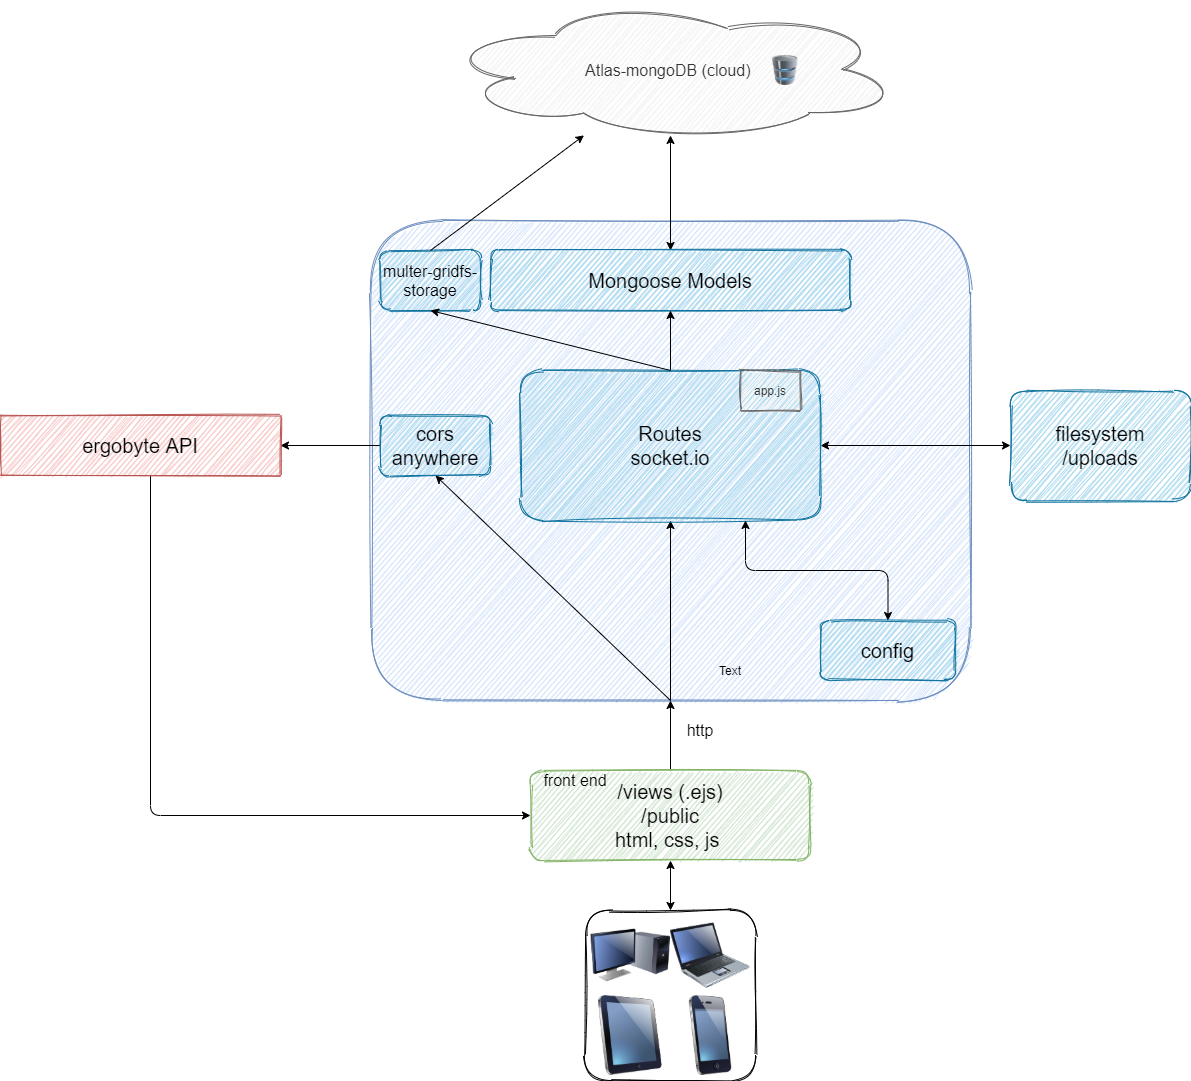 Atlas-mongoDB (cloud)
multer-gridfs-
storage
Mongoose Models
app.js
Routes
socket.io
cors
anywhere
ergobyte API
filesystem
/uploads
config
Text
http
front end
/views (.ejs)
/public
html, css, js